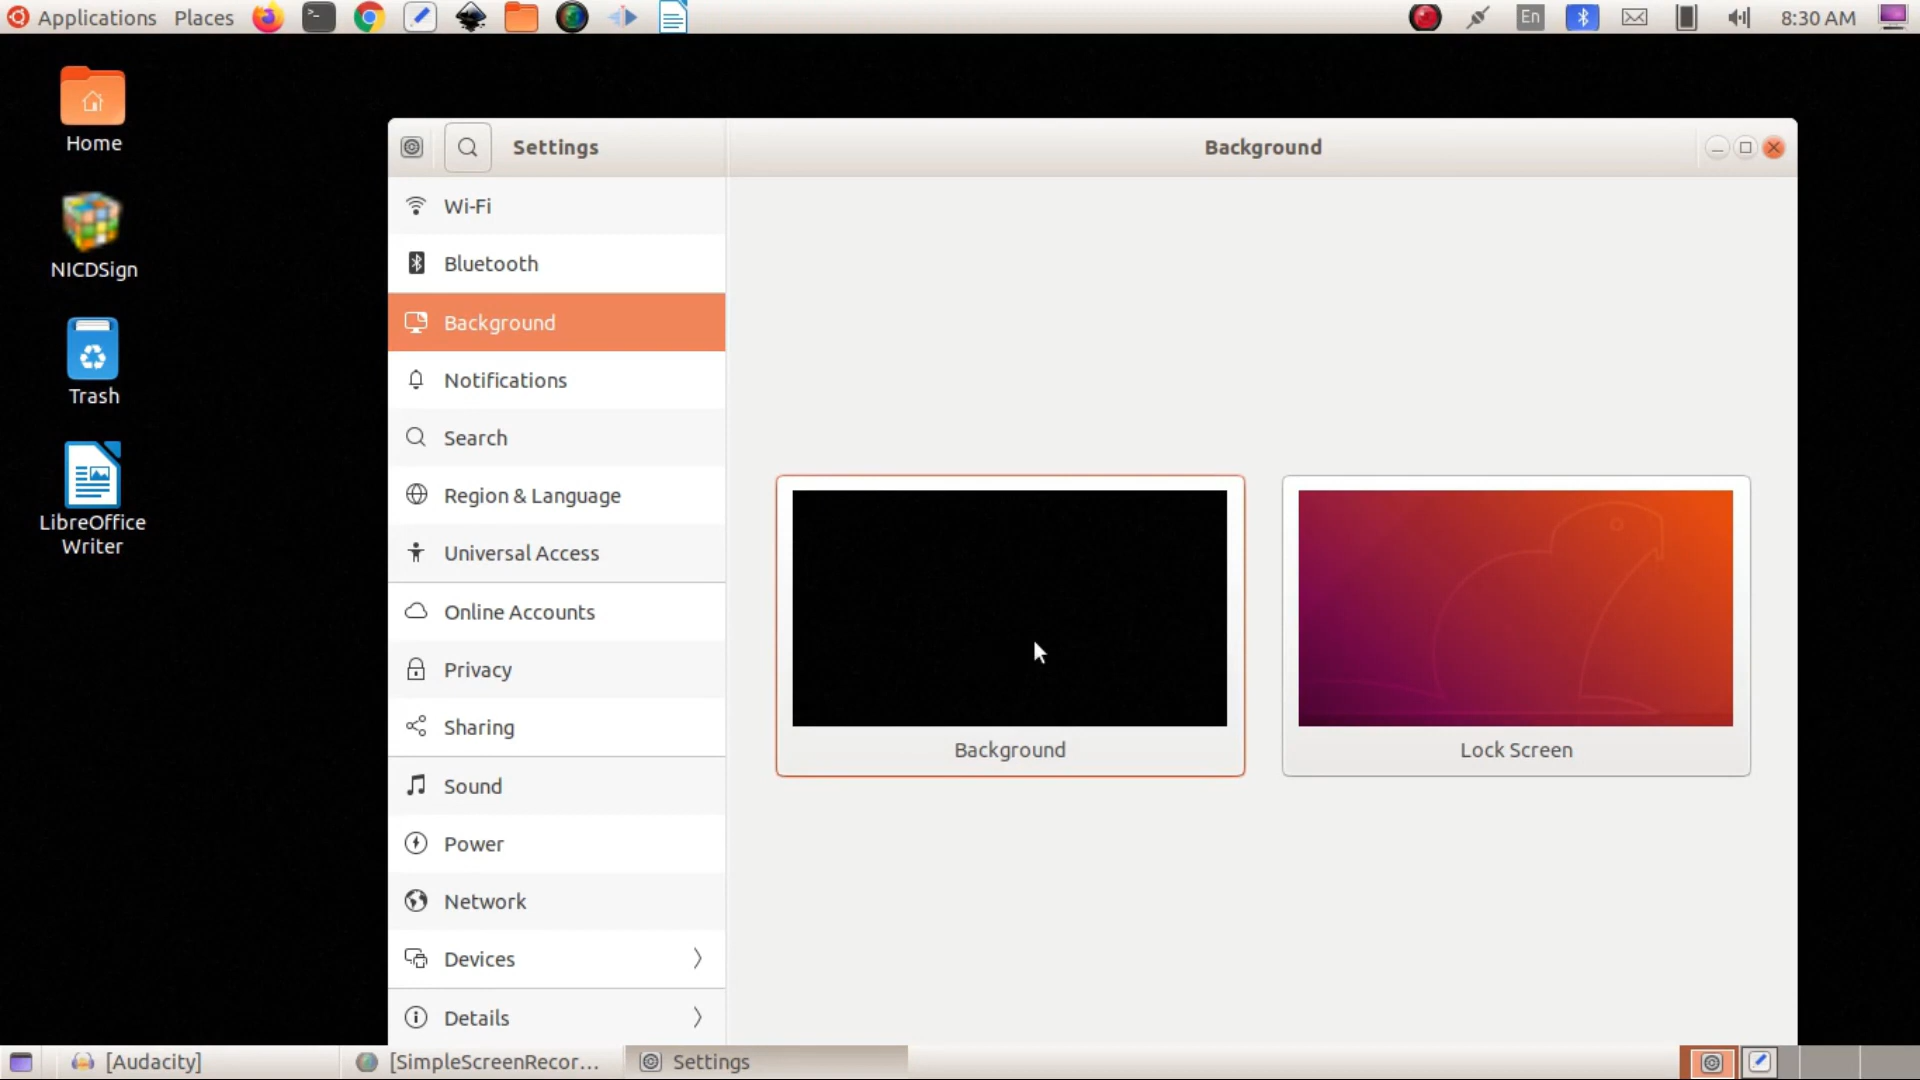 Applications Places En 8:30 AM
Home
NICDSign
Trash
LibreOffice
Writer
Settings
Background
Wi-Fi
Bluetooth
Background
Notifications
Search
Region & Language
Universal Access
Online Accounts
Privacy
Sharing
Sound
Power
Network
Devices
Details
Background
Lock Screen
[Audacity] [SimpleScreenRecor... Settings